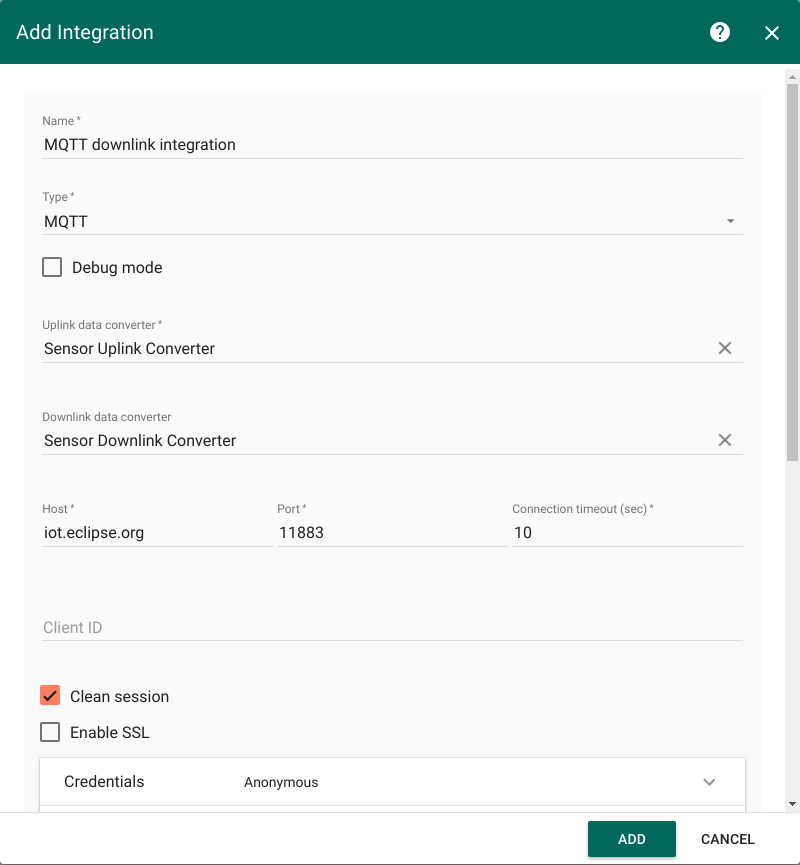 Add Integration
Name *
MQTT downlink integration
Type *
MQTT
Debug mode
Uplink data converter *
Sensor Uplink Converter
Downlink data converter
Sensor Downlink Converter
Host * Port * Connection timeout (sec) *
iot.eclipse.org 11883 10
Client ID
Clean session
Enable SSL
Credentials Anonymous
ADD CANCEL